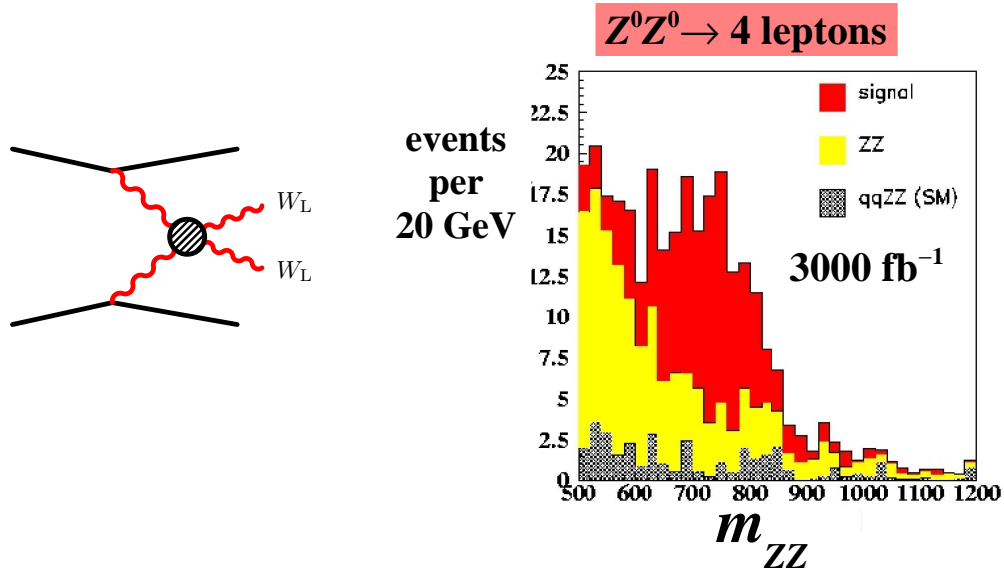 Z⁰Z⁰→ 4 leptons
W_L
W_L
events
per
20 GeV
25
22.5
20
17.5
15
12.5
10
7.5
5
2.5
0
signal
ZZ
qqZZ (SM)
3000 fb⁻¹
500 600 700 800 900 1000 1100 1200
m_ZZ